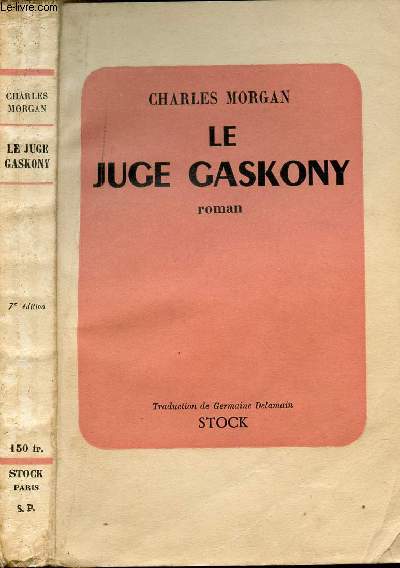 Le-livre.com
CHARLES
MORGAN
LE JUGE
GASKONY
7e édition
150 fr.
STOCK
PARIS
S. P.
CHARLES MORGAN
LE
JUGE GASKONY
roman
Traduction de Germaine Delamain
STOCK